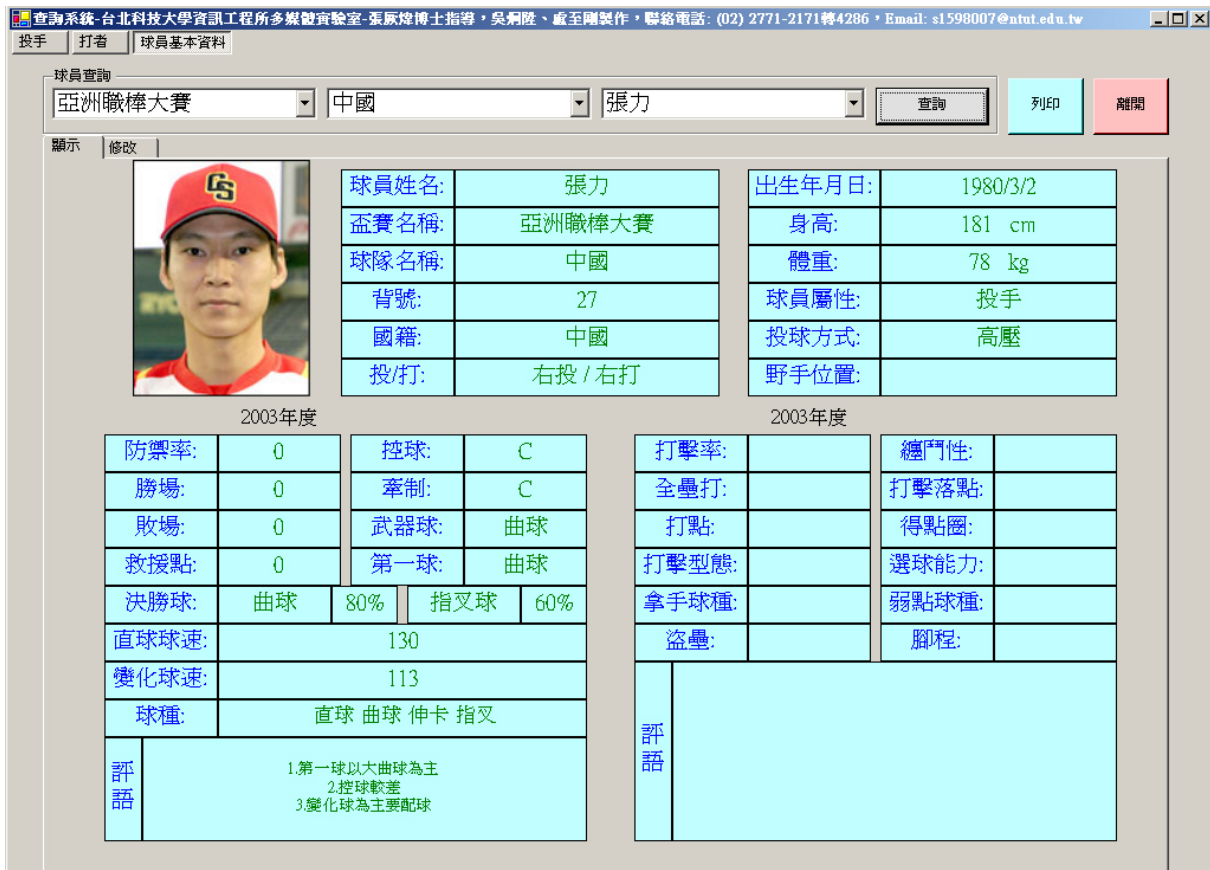 查詢系統-台北科技大學資訊工程所多媒體實驗室-張厥煒博士指導，吳炯陞、盧至剛製作，聯絡電話: (02) 2771-2171轉4286，Email: s1598007@ntut.edu.tw
投手 打者 球員基本資料
球員查詢
亞洲職棒大賽 中國 張力 查詢 列印 離開
顯示 修改
CS
球員姓名: 張力 出生年月日: 1980/3/2
盃賽名稱: 亞洲職棒大賽 身高: 181 cm
球隊名稱: 中國 體重: 78 kg
背號: 27 球員屬性: 投手
國籍: 中國 投球方式: 高壓
投/打: 右投 / 右打 野手位置:
2003年度 2003年度
防禦率: 0 控球: C 打擊率: 纏鬥性:
勝場: 0 牽制: C 全壘打: 打擊落點:
敗場: 0 武器球: 曲球 打點: 得點圈:
救援點: 0 第一球: 曲球 打擊型態: 選球能力:
決勝球: 曲球 80% 指叉球 60% 拿手球種: 弱點球種:
直球球速: 130 盜壘: 腳程:
變化球速: 113
球種: 直球 曲球 伸卡 指叉
評語 1.第一球以大曲球為主
2.控球較差
3.變化球為主要配球
評語